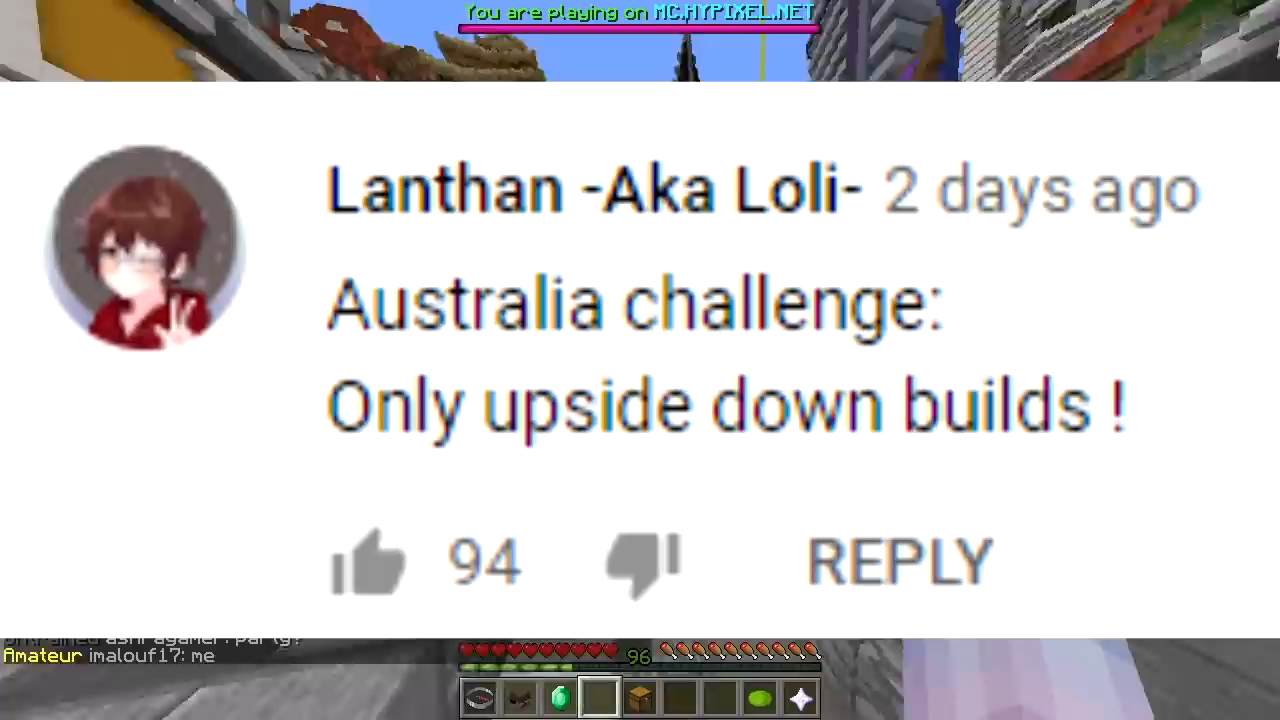 You are playing on MC.HYPIXEL.NET
Lanthan -Aka Loli- 2 days ago
Australia challenge:
Only upside down builds !
94 REPLY
Amateur imalouf17: me
96